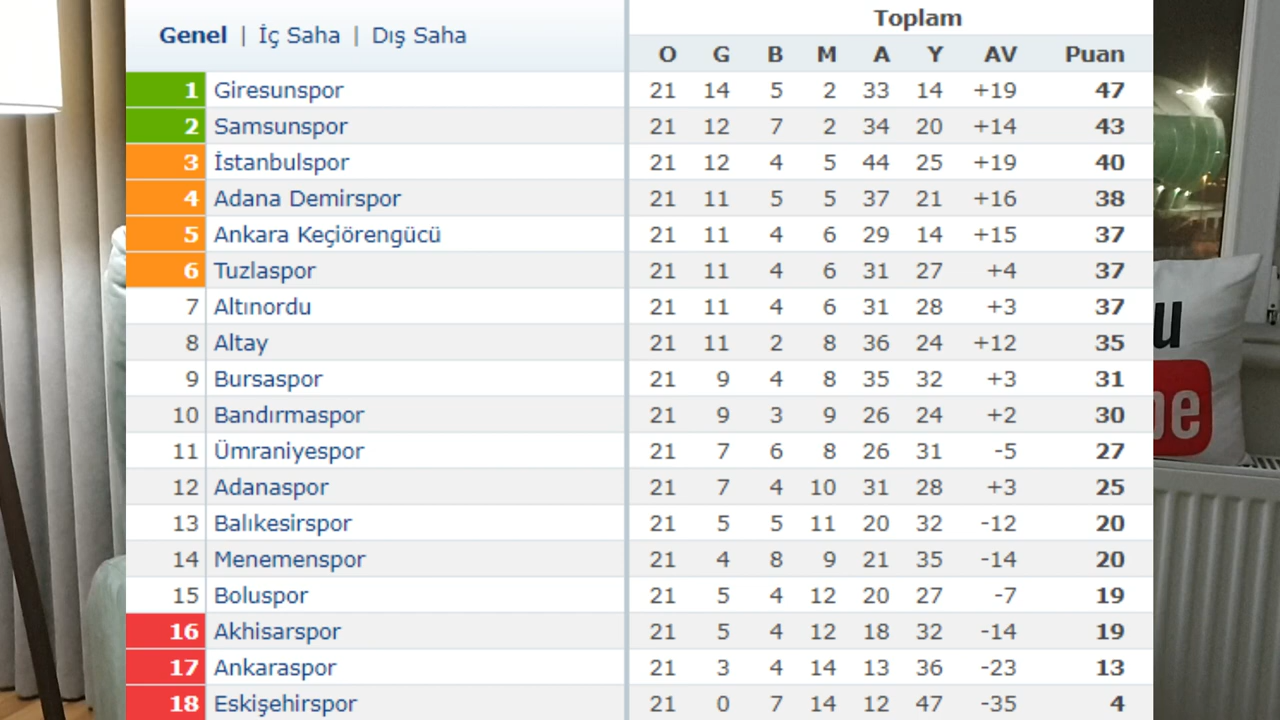 Genel | İç Saha | Dış Saha
Toplam
O G B M A Y AV Puan
1 Giresunspor 21 14 5 2 33 14 +19 47
2 Samsunspor 21 12 7 2 34 20 +14 43
3 İstanbulspor 21 12 4 5 44 25 +19 40
4 Adana Demirspor 21 11 5 5 37 21 +16 38
5 Ankara Keçiörengücü 21 11 4 6 29 14 +15 37
6 Tuzlaspor 21 11 4 6 31 27 +4 37
7 Altınordu 21 11 4 6 31 28 +3 37
8 Altay 21 11 2 8 36 24 +12 35
9 Bursaspor 21 9 4 8 35 32 +3 31
10 Bandırmaspor 21 9 3 9 26 24 +2 30
11 Ümraniyespor 21 7 6 8 26 31 -5 27
12 Adanaspor 21 7 4 10 31 28 +3 25
13 Balıkesirspor 21 5 5 11 20 32 -12 20
14 Menemenspor 21 4 8 9 21 35 -14 20
15 Boluspor 21 5 4 12 20 27 -7 19
16 Akhisarspor 21 5 4 12 18 32 -14 19
17 Ankaraspor 21 3 4 14 13 36 -23 13
18 Eskişehirspor 21 0 7 14 12 47 -35 4